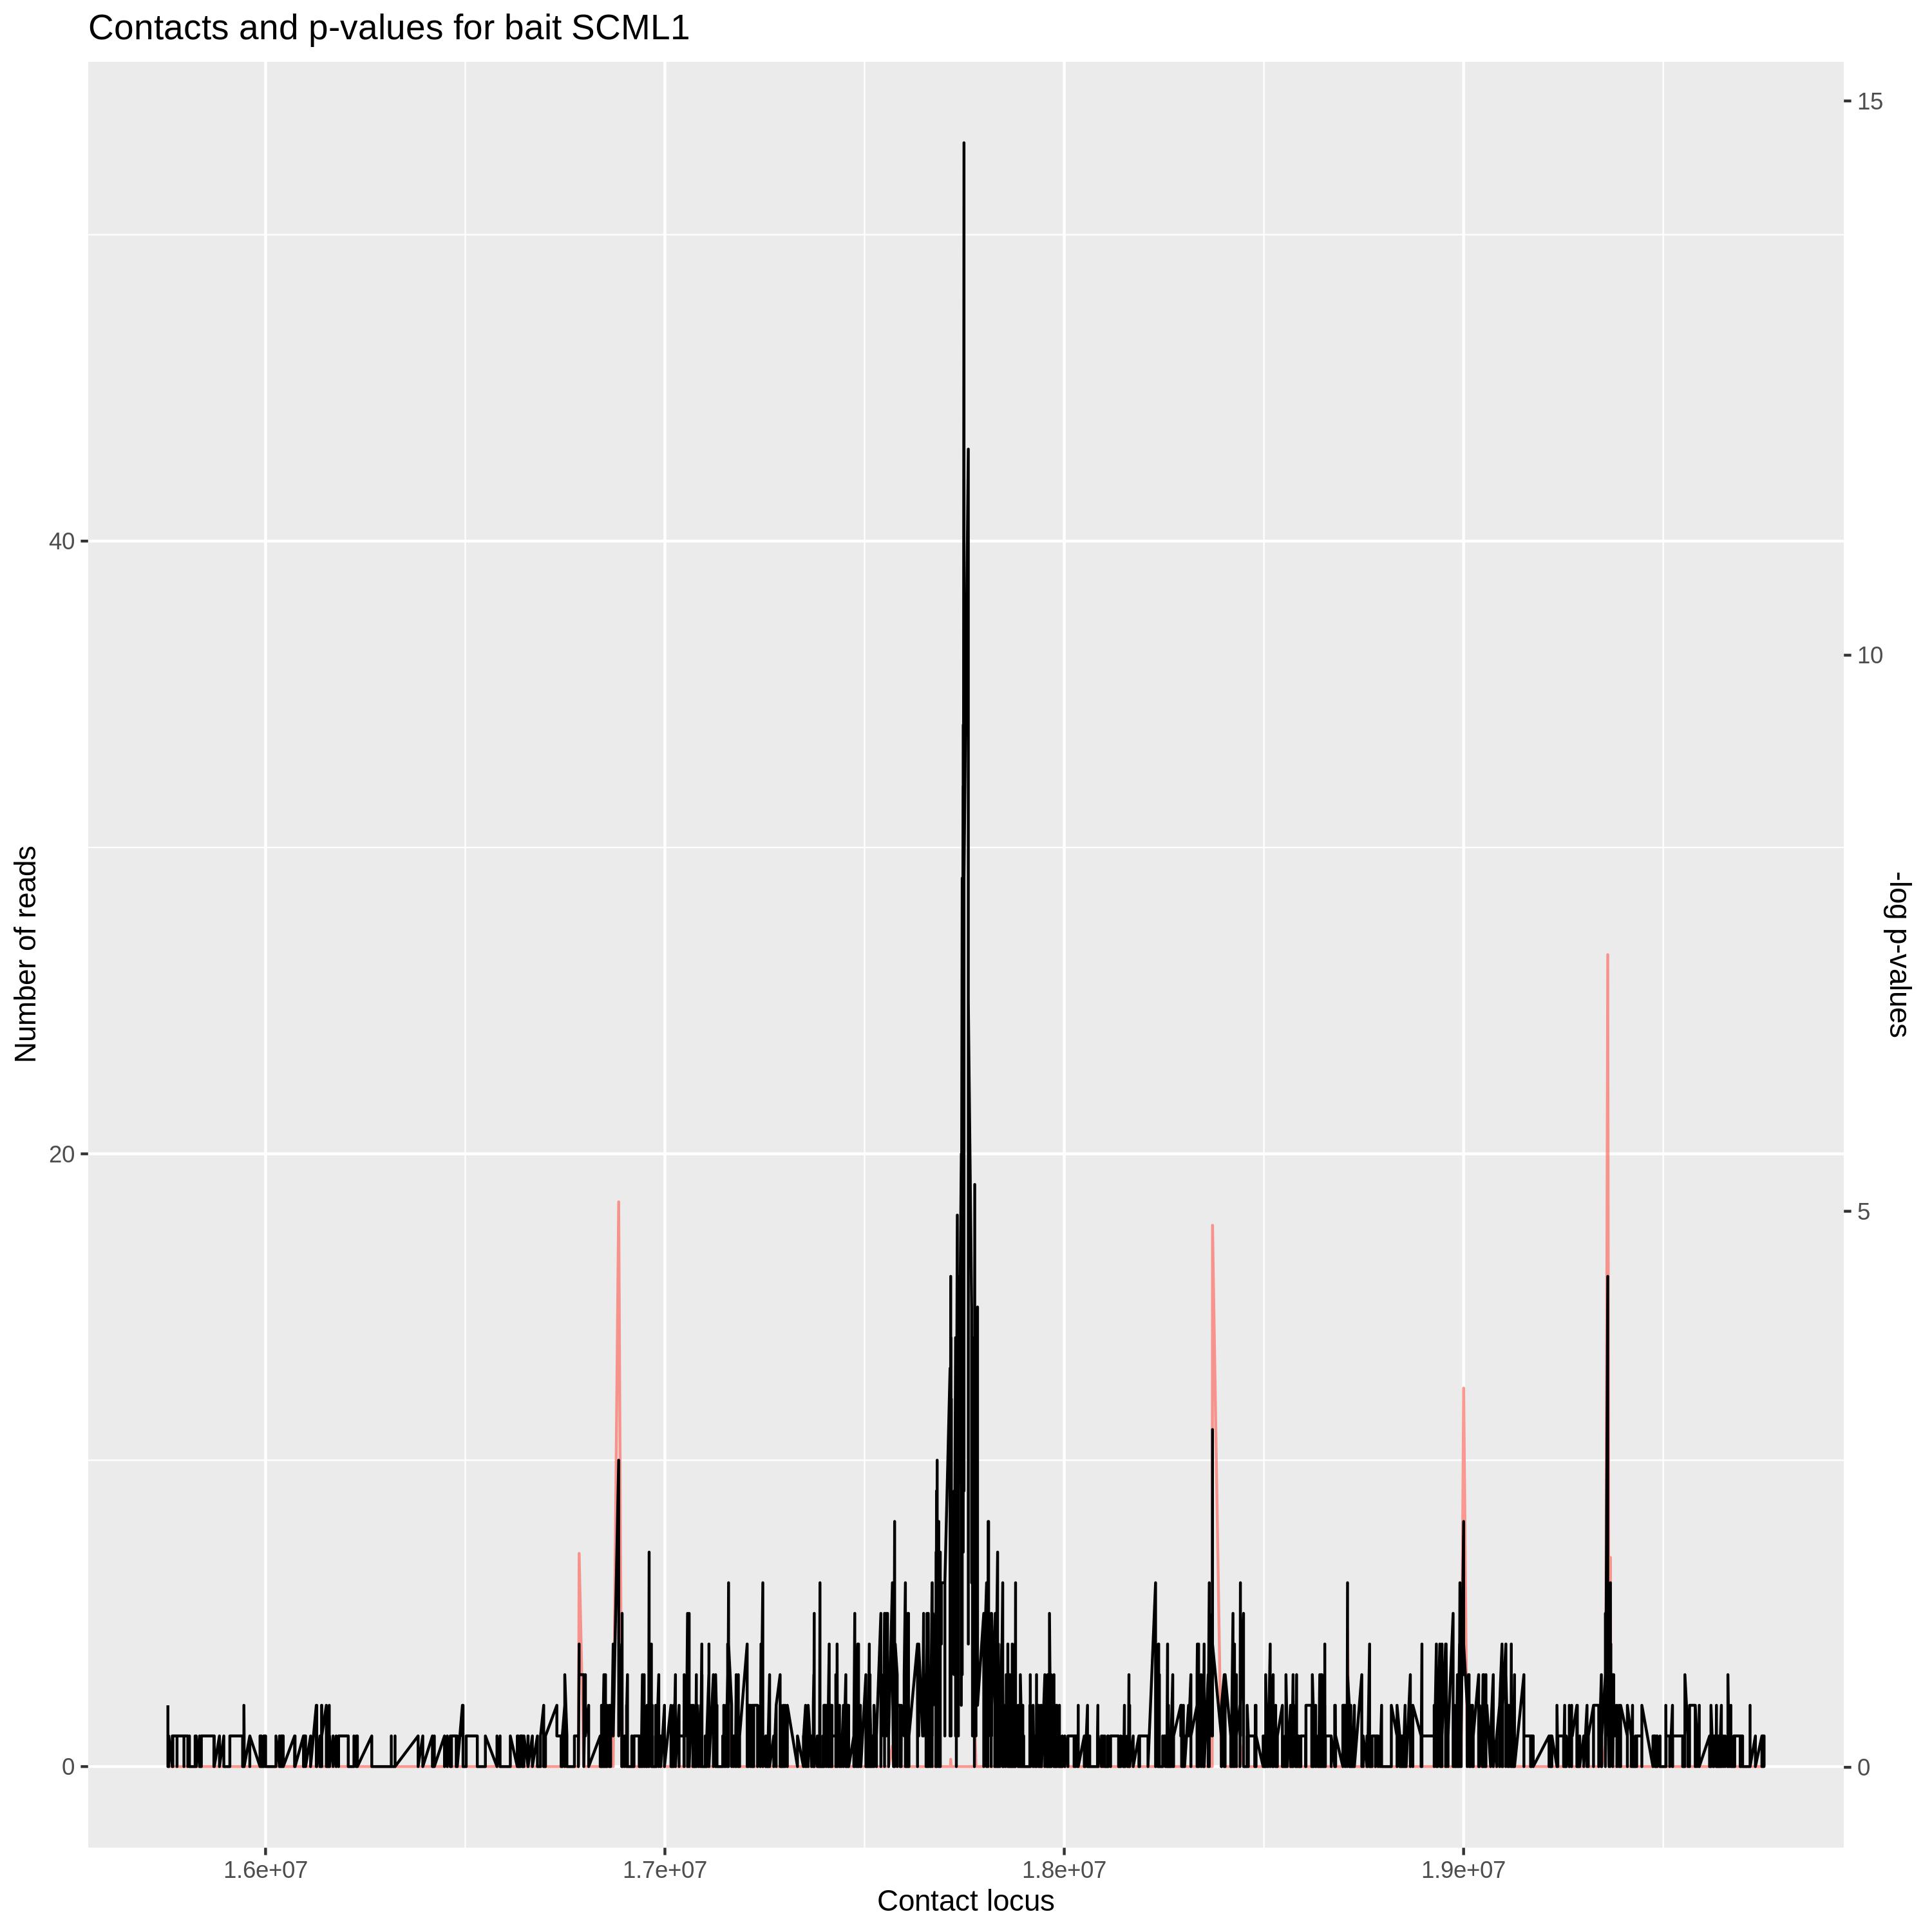 Contacts and p-values for bait SCML1
15
40
10
Number of reads
-log p-values
20
5
0
0
1.6e+07
1.7e+07
1.8e+07
1.9e+07
Contact locus